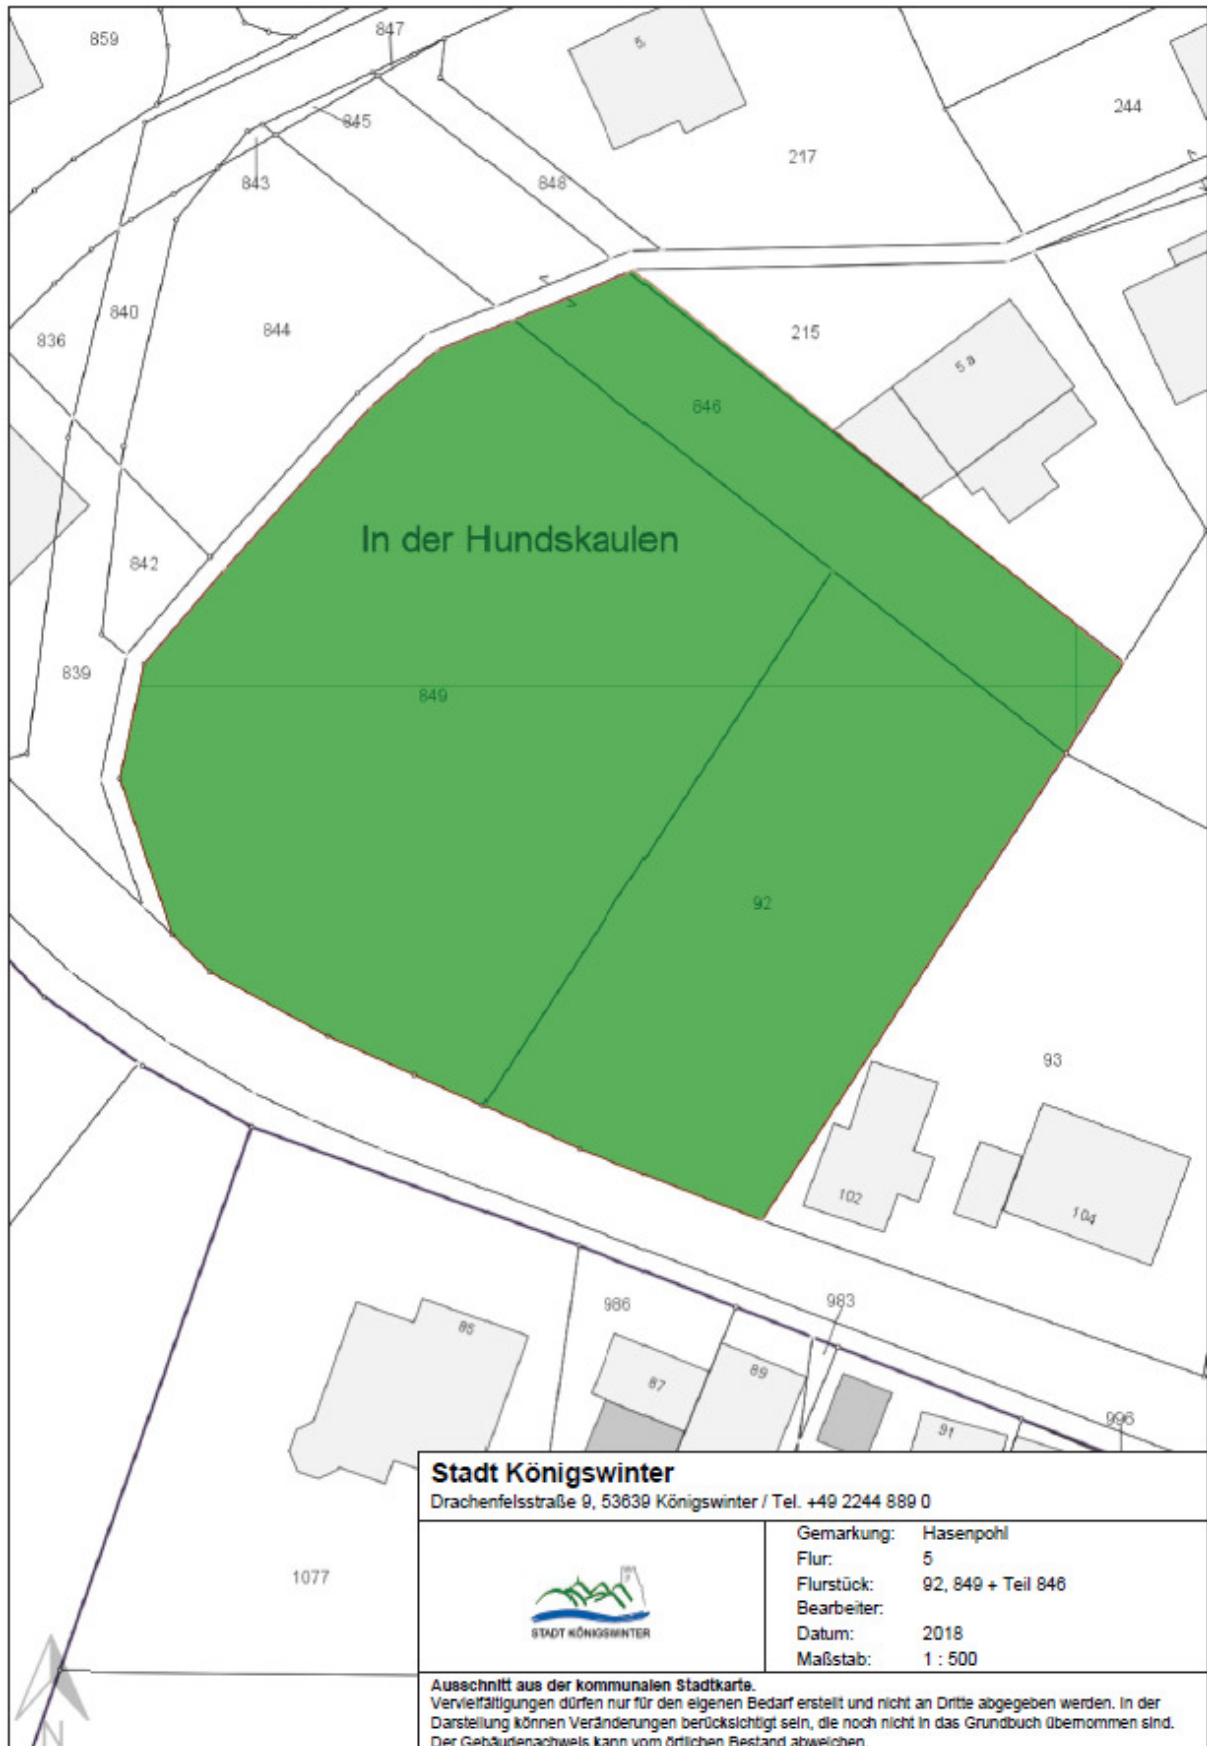 859
847
5
845
244
217
843
848
840
836
844
215
5 a
846
In der Hundskaulen
842
839
849
92
93
102
104
986
983
85
87
89
91
996
1077
N
Stadt Königswinter
Drachenfelsstraße 9, 53639 Königswinter / Tel. +49 2244 889 0
STADT KÖNIGSWINTER
Gemarkung: Hasenpohl
Flur: 5
Flurstück: 92, 849 + Teil 846
Bearbeiter:
Datum: 2018
Maßstab: 1 : 500
Ausschnitt aus der kommunalen Stadtkarte.
Vervielfältigungen dürfen nur für den eigenen Bedarf erstellt und nicht an Dritte abgegeben werden. In der
Darstellung können Veränderungen berücksichtigt sein, die noch nicht in das Grundbuch übernommen sind.
Der Gebäudenachweis kann vom örtlichen Bestand abweichen.